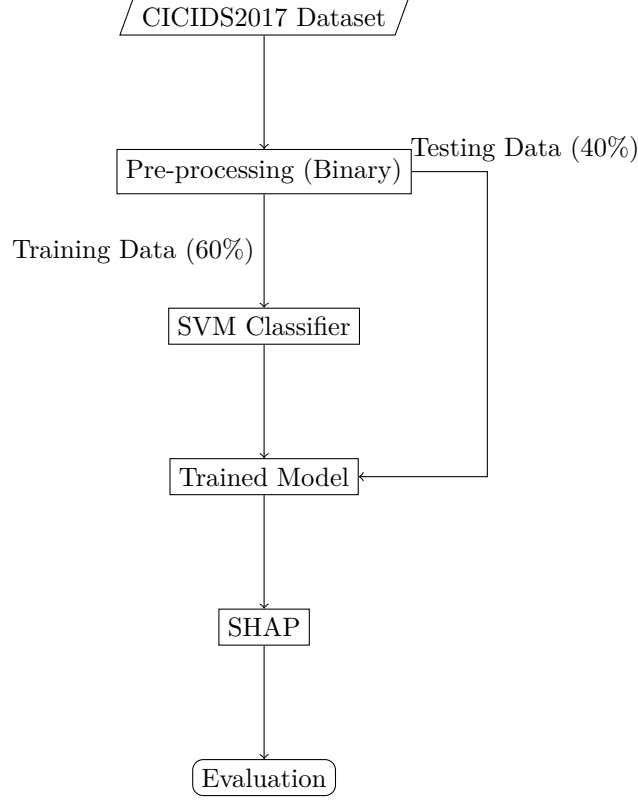 CICIDS2017 Dataset
Testing Data (40%)
Pre-processing (Binary)
Training Data (60%)
SVM Classifier
Trained Model
SHAP
Evaluation